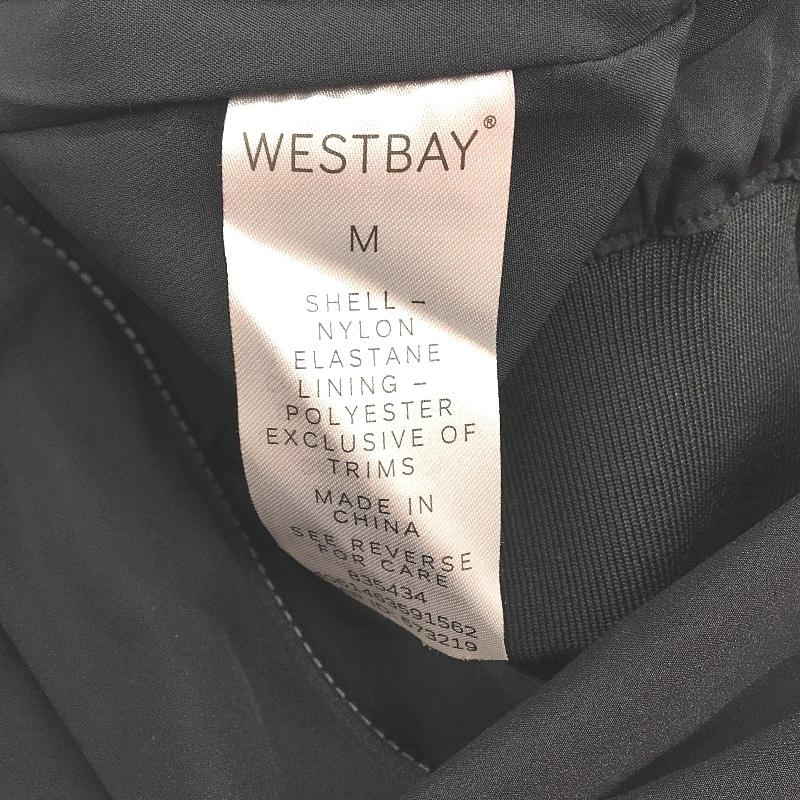 WESTBAY®
M
SHELL –
NYLON
ELASTANE
LINING –
POLYESTER
EXCLUSIVE OF
TRIMS
MADE IN
CHINA
SEE REVERSE
FOR CARE
835434